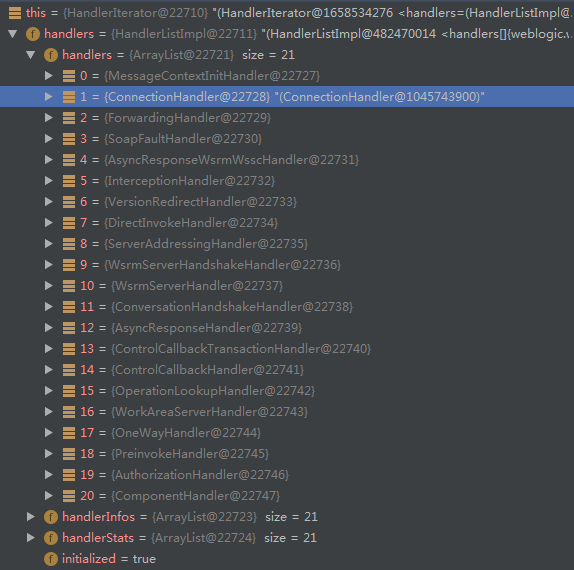 this = {HandlerIterator@22710} "(HandlerIterator@1658534276 <handlers=(HandlerListImpl@
handlers = {HandlerListImpl@22711} "(HandlerListImpl@482470014 <handlers[]{weblogic.
handlers = {ArrayList@22721} size = 21
0 = {MessageContextInitHandler@22727}
1 = {ConnectionHandler@22728} "(ConnectionHandler@1045743900)"
2 = {ForwardingHandler@22729}
3 = {SoapFaultHandler@22730}
4 = {AsyncResponseWsrmWsscHandler@22731}
5 = {InterceptionHandler@22732}
6 = {VersionRedirectHandler@22733}
7 = {DirectInvokeHandler@22734}
8 = {ServerAddressingHandler@22735}
9 = {WsrmServerHandshakeHandler@22736}
10 = {WsrmServerHandler@22737}
11 = {ConversationHandshakeHandler@22738}
12 = {AsyncResponseHandler@22739}
13 = {ControlCallbackTransactionHandler@22740}
14 = {ControlCallbackHandler@22741}
15 = {OperationLookupHandler@22742}
16 = {WorkAreaServerHandler@22743}
17 = {OneWayHandler@22744}
18 = {PreinvokeHandler@22745}
19 = {AuthorizationHandler@22746}
20 = {ComponentHandler@22747}
handlerInfos = {ArrayList@22723} size = 21
handlerStats = {ArrayList@22724} size = 21
initialized = true